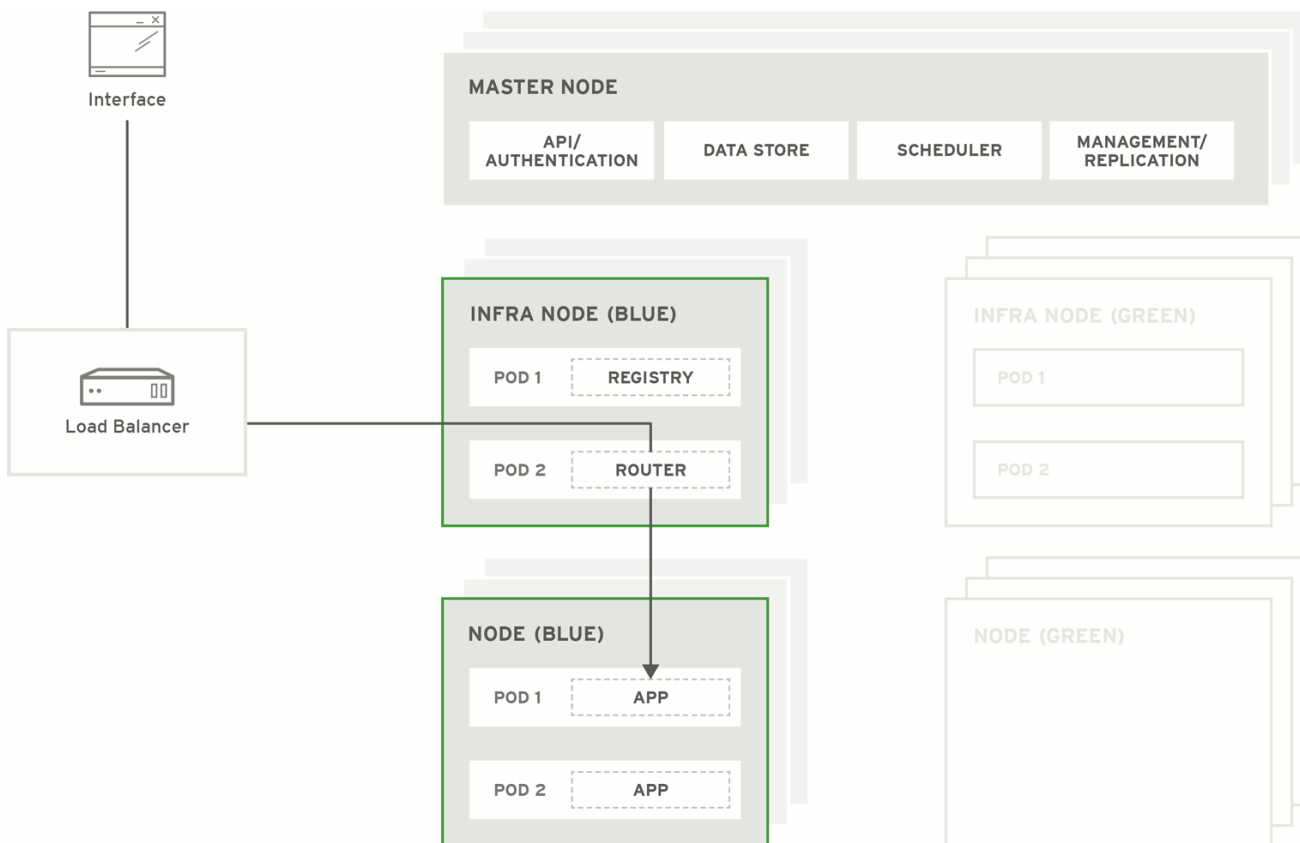 Interface
MASTER NODE
API/
AUTHENTICATION
DATA STORE
SCHEDULER
MANAGEMENT/
REPLICATION
Load Balancer
INFRA NODE (BLUE)
POD 1 REGISTRY
POD 2 ROUTER
INFRA NODE (GREEN)
POD 1
POD 2
NODE (BLUE)
POD 1 APP
POD 2 APP
NODE (GREEN)